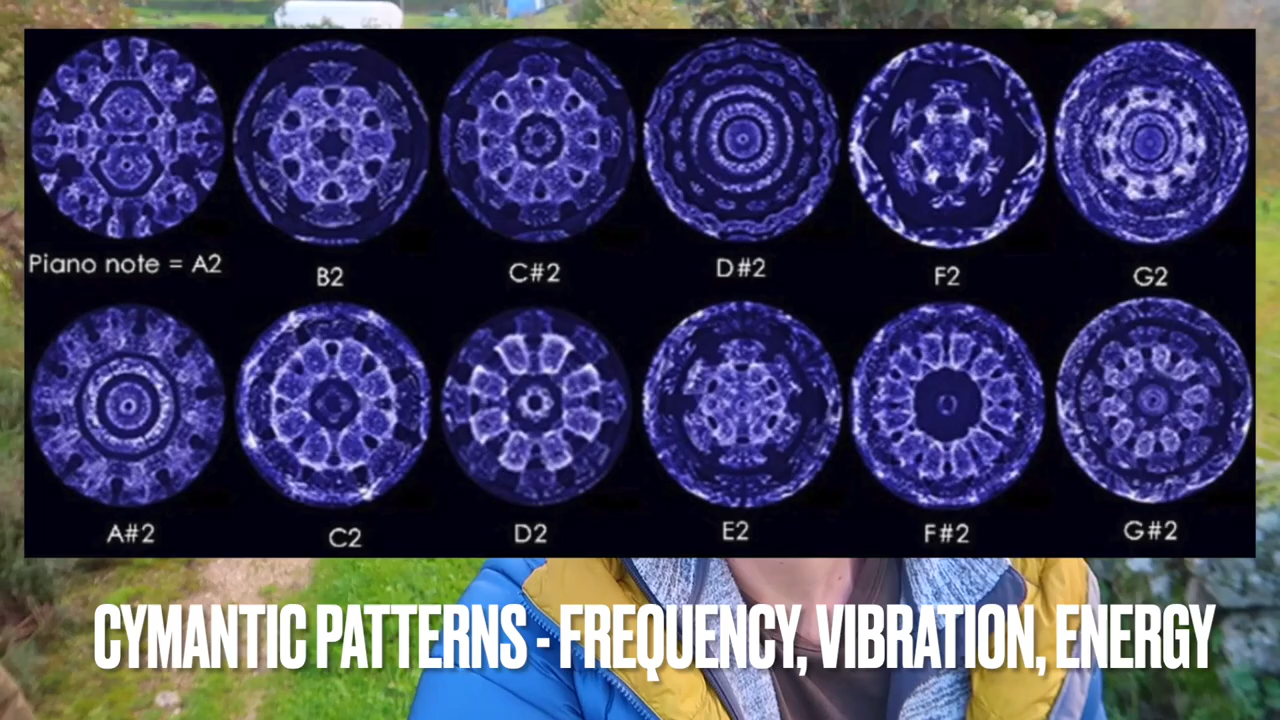 Piano note = A2
B2
C#2
D#2
F2
G2
A#2
C2
D2
E2
F#2
G#2
CYMANTIC PATTERNS - FREQUENCY, VIBRATION, ENERGY